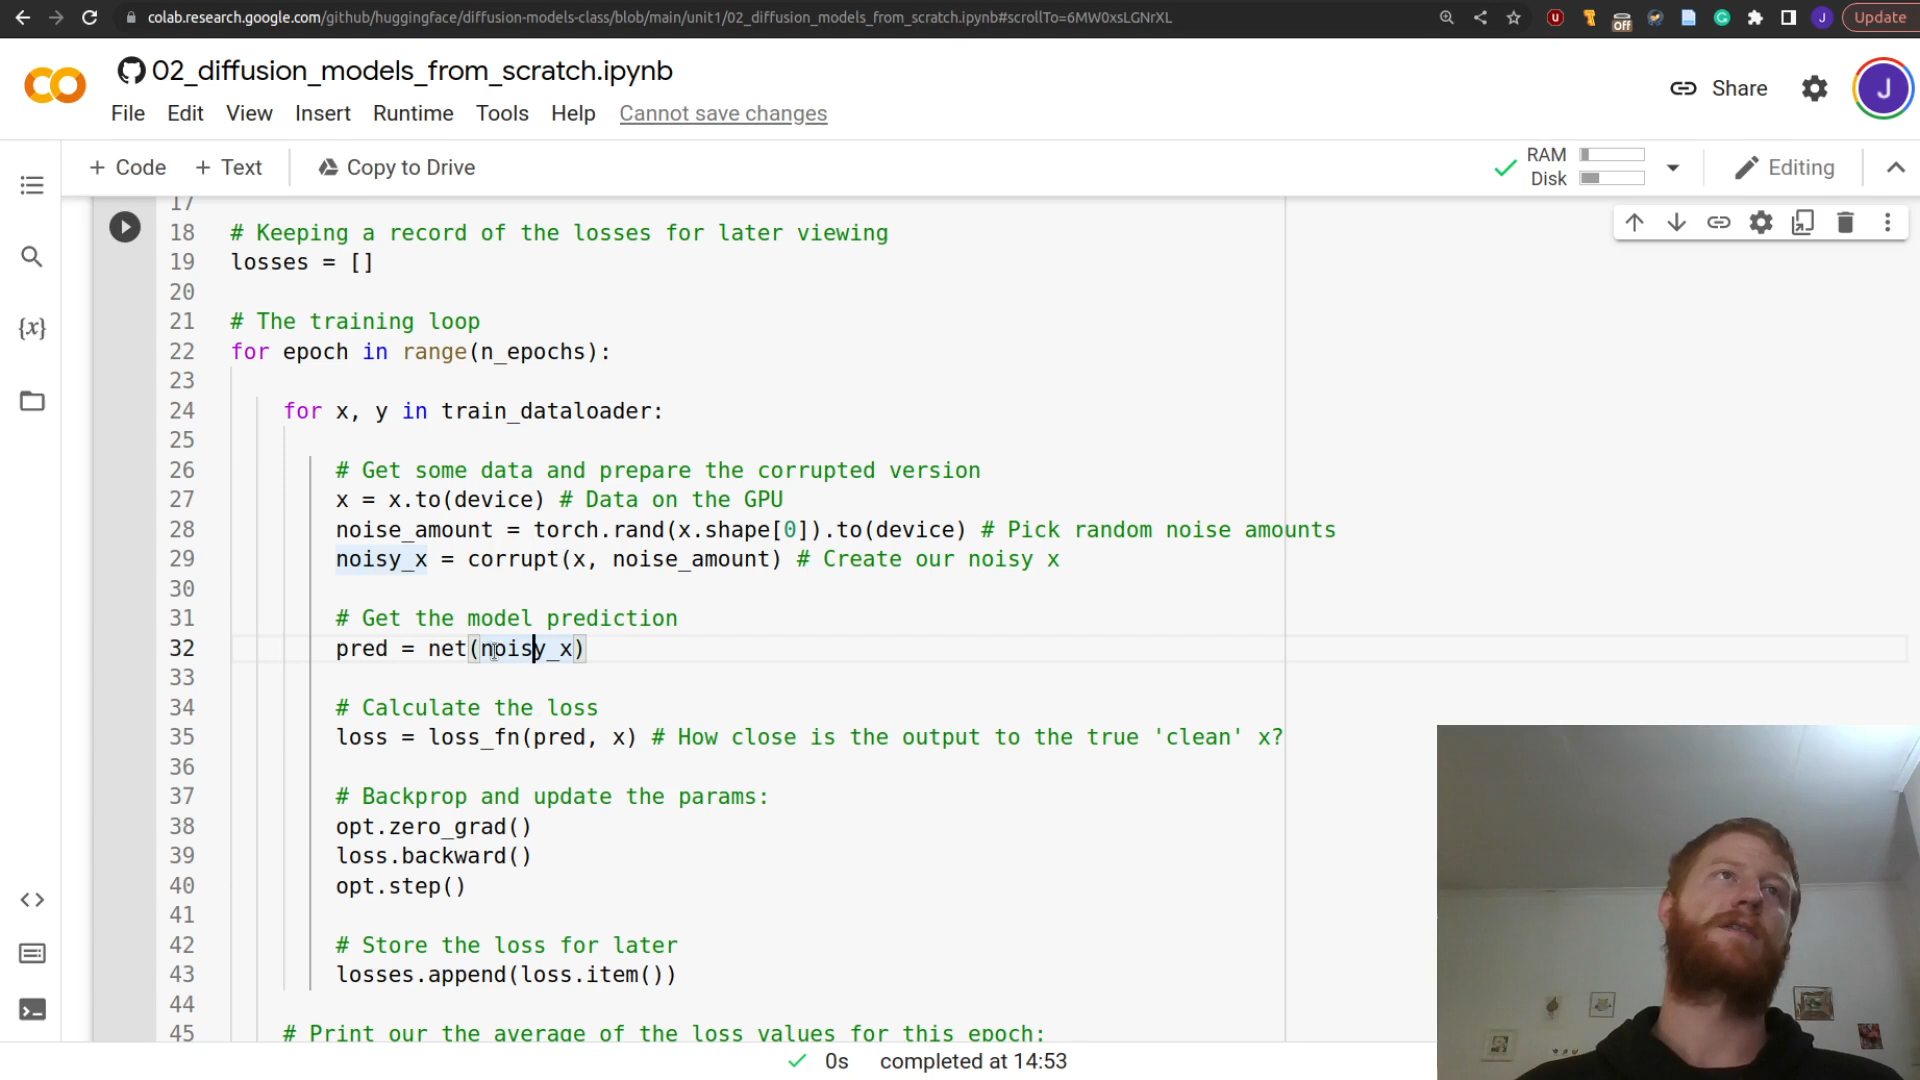 colab.research.google.com/github/huggingface/diffusion-models-class/blob/main/unit1/02_diffusion_models_from_scratch.ipynb#scrollTo=6MW0xsLGNrXL
Off
J
Update
02_diffusion_models_from_scratch.ipynb
Share
J
File Edit View Insert Runtime Tools Help Cannot save changes
+ Code + Text Copy to Drive
RAM
Disk
Editing
17
18 # Keeping a record of the losses for later viewing
19 losses = []
20
21 # The training loop
22 for epoch in range(n_epochs):
23
24 for x, y in train_dataloader:
25
26 # Get some data and prepare the corrupted version
27 x = x.to(device) # Data on the GPU
28 noise_amount = torch.rand(x.shape[0]).to(device) # Pick random noise amounts
29 noisy_x = corrupt(x, noise_amount) # Create our noisy x
30
31 # Get the model prediction
32 pred = net(noisy_x)
33
34 # Calculate the loss
35 loss = loss_fn(pred, x) # How close is the output to the true 'clean' x?
36
37 # Backprop and update the params:
38 opt.zero_grad()
39 loss.backward()
40 opt.step()
41
42 # Store the loss for later
43 losses.append(loss.item())
44
45 # Print our the average of the loss values for this epoch:
0s completed at 14:53